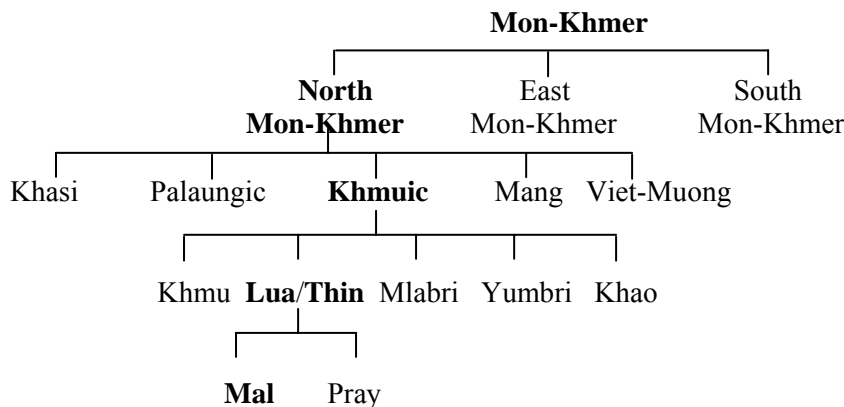 Mon-Khmer
North East South
Mon-Khmer Mon-Khmer Mon-Khmer
Khasi Palaungic Khmuic Mang Viet-Muong
Khmu Lua/Thin Mlabri Yumbri Khao
Mal Pray